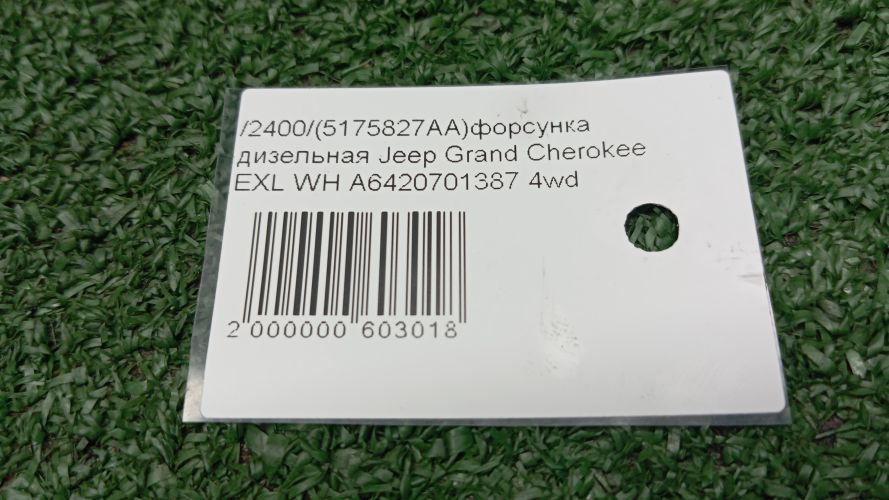 /2400/(5175827AA)форсунка
дизельная Jeep Grand Cherokee
EXL WH A6420701387 4wd
2 000000 603018